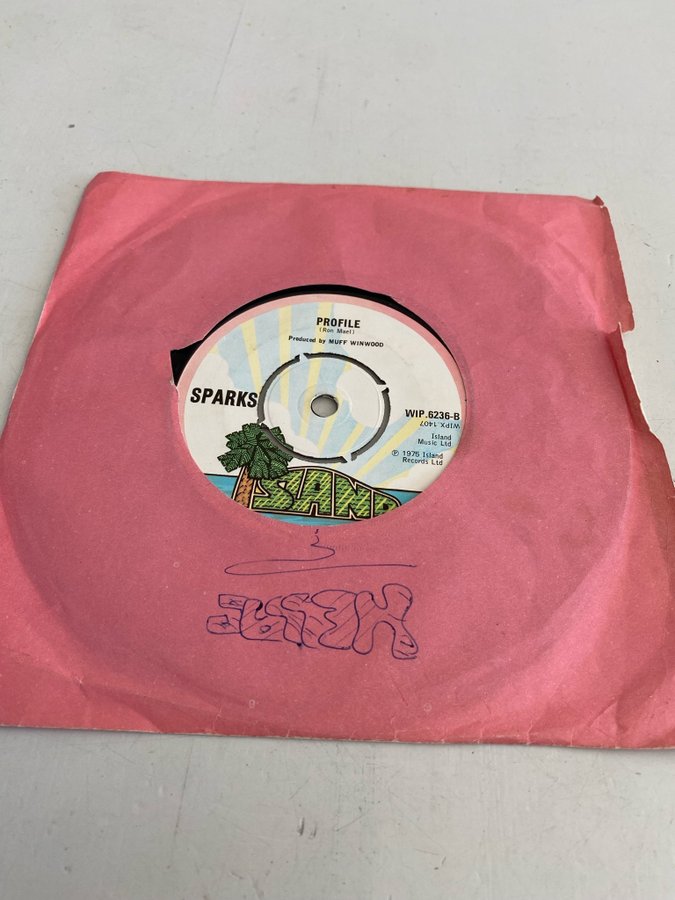 PROFILE
(Ron Mael)
Produced by MUFF WINWOOD
SPARKS
WIP.6236-B
WIPX.1407
Island
Music Ltd
℗ 1975 Island
Records Ltd
ISLAND